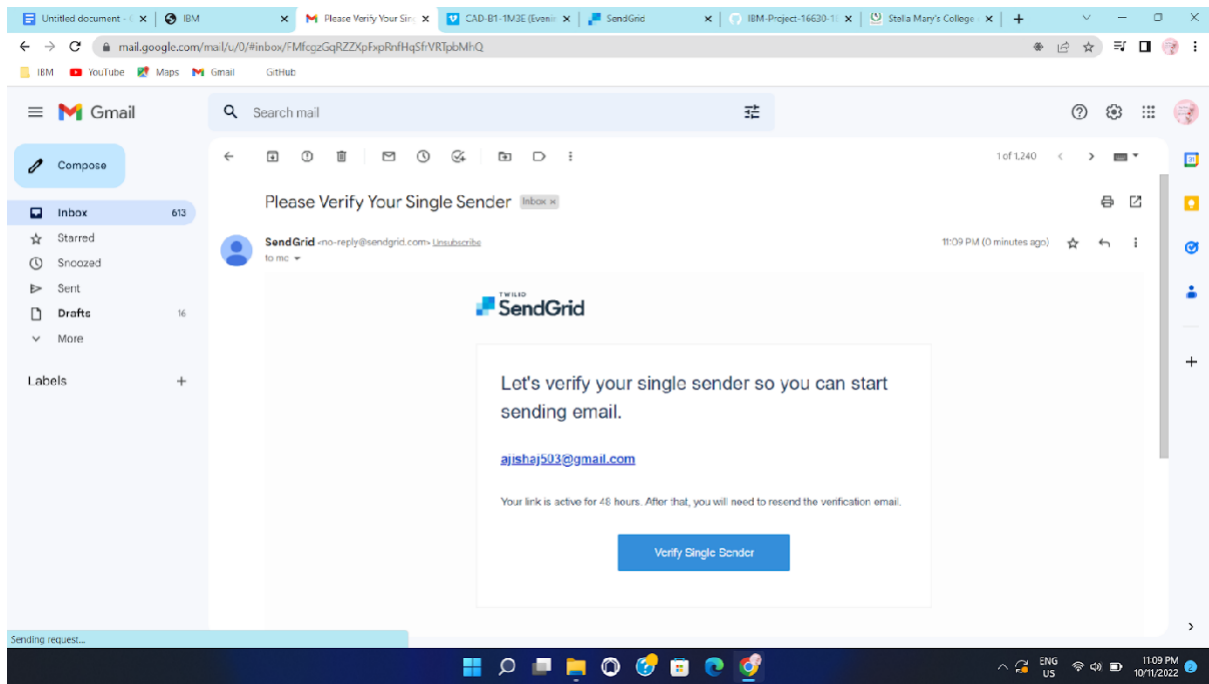 Untitled document - G
IBM
Please Verify Your Sin
CAD-B1-1M3E (Evenin
SendGrid
IBM-Project-16630-1
Stella Mary's College
mail.google.com/mail/u/0/#inbox/
IBM
YouTube
Maps
Gmail
GitHub
Gmail
Search mail
Compose
1 of 1,240
Please Verify Your Single Sender
Inbox x
Inbox 613
Starred
Snoozed
Sent
Drafts 16
More
Labels
SendGrid <no-reply@sendgrid.com> Unsubscribe
11:09 PM (0 minutes ago)
to me
TWILIO
SendGrid
Let's verify your single sender so you can start
sending email.
ajishaj503@gmail.com
Your link is active for 48 hours. After that, you will need to resend the verification email.
Verify Single Sender
Sending request...
ENG
US
11:09 PM
10/11/2022
2